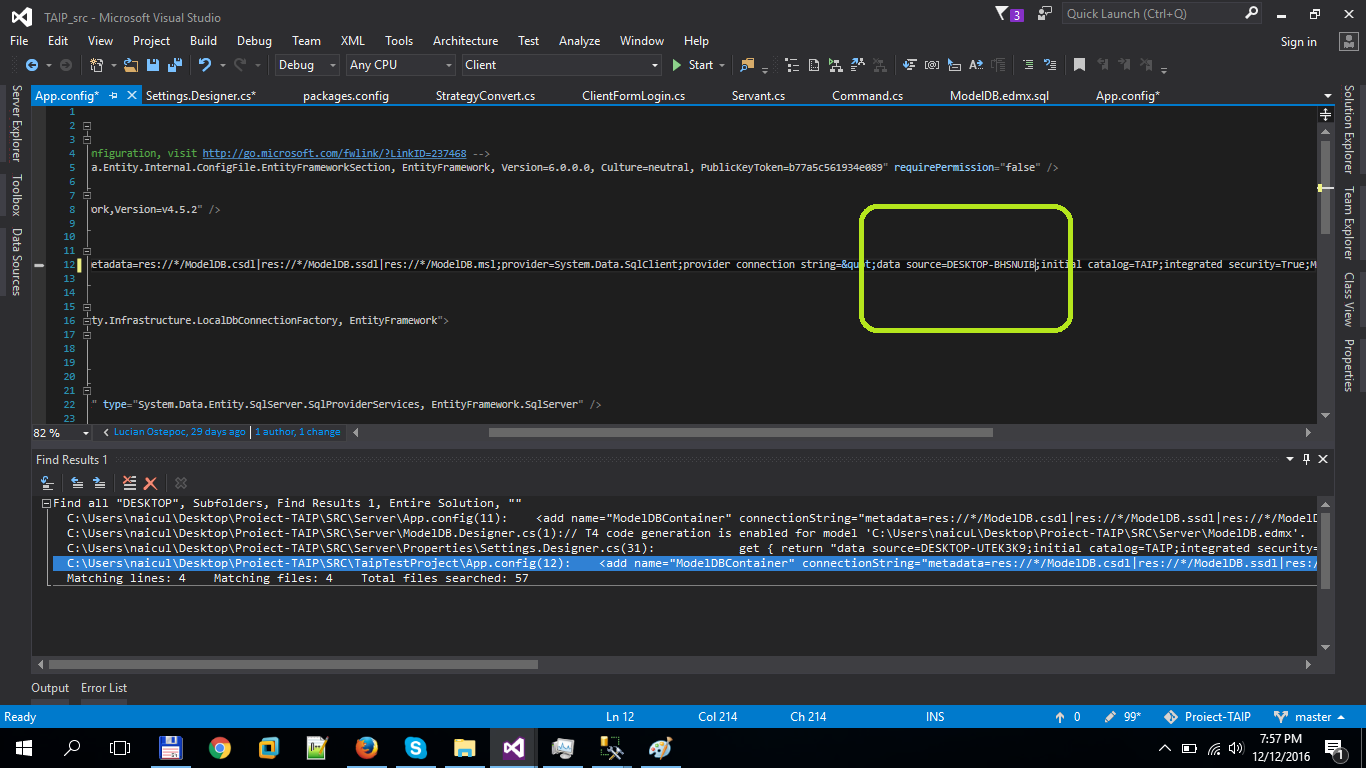 TAIP_src - Microsoft Visual Studio
3
Quick Launch (Ctrl+Q)
File Edit View Project Build Debug Team XML Tools Architecture Test Analyze Window Help
Sign in
Debug Any CPU Client Start
App.config* Settings.Designer.cs* packages.config StrategyConvert.cs ClientFormLogin.cs Servant.cs Command.cs ModelDB.edmx.sql App.config*
Server Explorer
Toolbox
Data Sources
1
2
3
4 nfiguration, visit http://go.microsoft.com/fwlink/?LinkID=237468 -->
5 a.Entity.Internal.ConfigFile.EntityFrameworkSection, EntityFramework, Version=6.0.0.0, Culture=neutral, PublicKeyToken=b77a5c561934e089" requirePermission="false" />
6
7
8 ork,Version=v4.5.2" />
9
10
11
12 etadata=res://*/ModelDB.csdl|res://*/ModelDB.ssdl|res://*/ModelDB.msl;provider=System.Data.SqlClient;provider connection string=&quot;data source=DESKTOP-BHSNUIB;initial catalog=TAIP;integrated security=True;M
13
14
15
16 ty.Infrastructure.LocalDbConnectionFactory, EntityFramework">
17
18
19
20
21
22 " type="System.Data.Entity.SqlServer.SqlProviderServices, EntityFramework.SqlServer" />
23
Solution Explorer
Team Explorer
Class View
Properties
82 % Lucian Ostepoc, 29 days ago | 1 author, 1 change
Find Results 1
Find all "DESKTOP", Subfolders, Find Results 1, Entire Solution, ""
C:\Users\naicul\Desktop\Proiect-TAIP\SRC\Server\App.config(11): <add name="ModelDBContainer" connectionString="metadata=res://*/ModelDB.csdl|res://*/ModelDB.ssdl|res://*/ModelD
C:\Users\naicul\Desktop\Proiect-TAIP\SRC\Server\ModelDB.Designer.cs(1):// T4 code generation is enabled for model 'C:\Users\naicuL\Desktop\Proiect-TAIP\SRC\Server\ModelDB.edmx'.
C:\Users\naicul\Desktop\Proiect-TAIP\SRC\Server\Properties\Settings.Designer.cs(31): get { return "data source=DESKTOP-UTEK3K9;initial catalog=TAIP;integrated security=
C:\Users\naicul\Desktop\Proiect-TAIP\SRC\TaipTestProject\App.config(12): <add name="ModelDBContainer" connectionString="metadata=res://*/ModelDB.csdl|res://*/ModelDB.ssdl|res:/
Matching lines: 4 Matching files: 4 Total files searched: 57
Output Error List
Ready Ln 12 Col 214 Ch 214 INS 0 99* Proiect-TAIP master
7:57 PM
12/12/2016
1